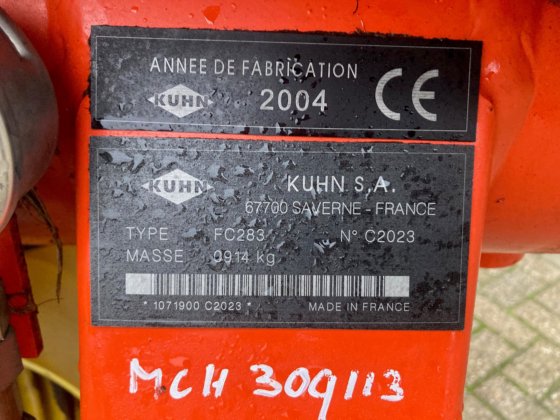 ANNEE DE FABRICATION
KUHN 2004 CE
KUHN KUHN S.A.
67700 SAVERNE - FRANCE
TYPE FC283 N° C2023
MASSE 0914 kg
* 1071900 C2023 * MADE IN FRANCE
MCH 309113